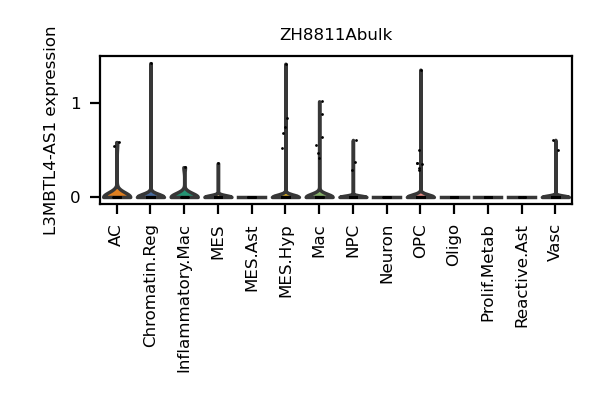 ZH8811Abulk
L3MBTL4-AS1 expression
1
0
AC
Chromatin.Reg
Inflammatory.Mac
MES
MES.Ast
MES.Hyp
Mac
NPC
Neuron
OPC
Oligo
Prolif.Metab
Reactive.Ast
Vasc